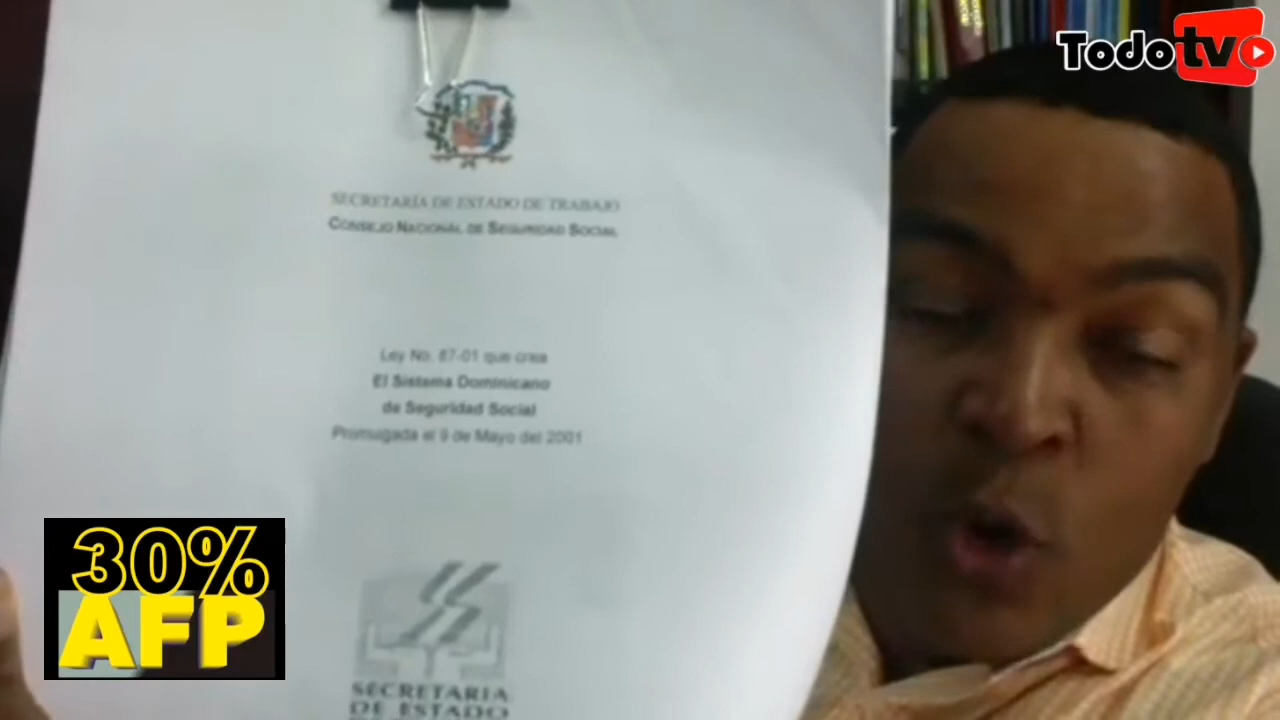 Todotv
SECRETARÍA DE ESTADO DE TRABAJO
CONSEJO NACIONAL DE SEGURIDAD SOCIAL
Ley No. 87-01 que crea
El Sistema Dominicano
de Seguridad Social
Promugada el 9 de Mayo del 2001
30%
AFP
SECRETARIA
DE ESTADO